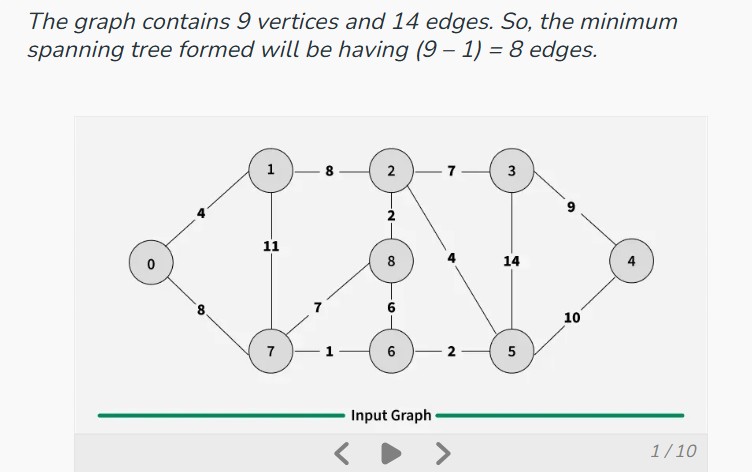 The graph contains 9 vertices and 14 edges. So, the minimum
spanning tree formed will be having (9 – 1) = 8 edges.
1 8 2 7 3
4 2 9
11 8 4 14 4
0
8 7 6 10
7 1 6 2 5
Input Graph
1 / 10